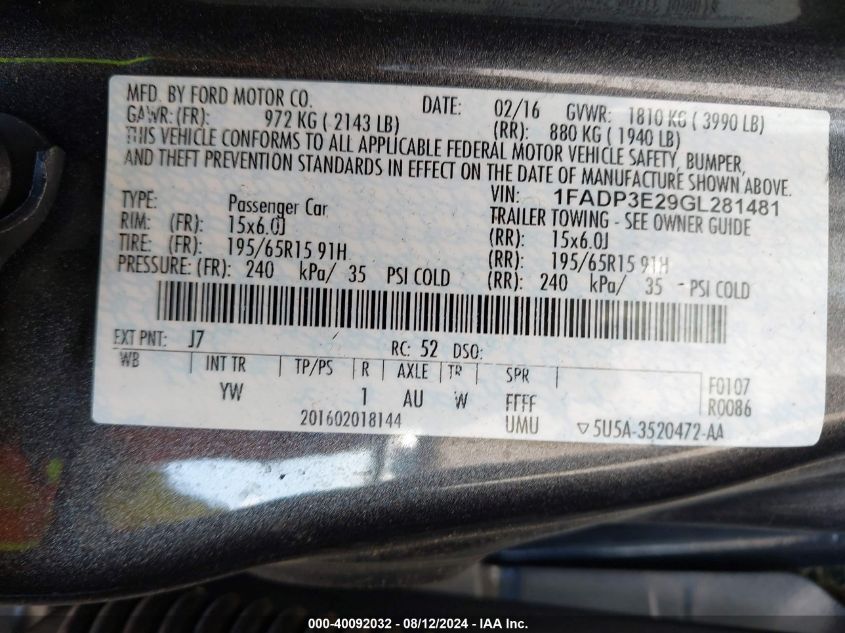 MFD. BY FORD MOTOR CO. DATE: 02/16 GVWR: 1810 KG ( 3990 LB)
GAWR: (FR): 972 KG ( 2143 LB) (RR): 880 KG ( 1940 LB)
THIS VEHICLE CONFORMS TO ALL APPLICABLE FEDERAL MOTOR VEHICLE SAFETY, BUMPER,
AND THEFT PREVENTION STANDARDS IN EFFECT ON THE DATE OF MANUFACTURE SHOWN ABOVE.
VIN: 1FADP3E29GL281481
TYPE: Passenger Car TRAILER TOWING - SEE OWNER GUIDE
RIM: (FR): 15x6.0J (RR): 15x6.0J
TIRE: (FR): 195/65R15 91H (RR): 195/65R15 91H
PRESSURE: (FR): 240 kPa/ 35 PSI COLD (RR): 240 kPa/ 35 - PSI COLD
EXT PNT: J7 RC: 52 DSO:
WB INT TR TP/PS R AXLE TR SPR
YW 1 AU W FFFF F0107
R0086
201602018144 UMU ▽5U5A-3520472-AA
000-40092032 - 08/12/2024 - IAA Inc.